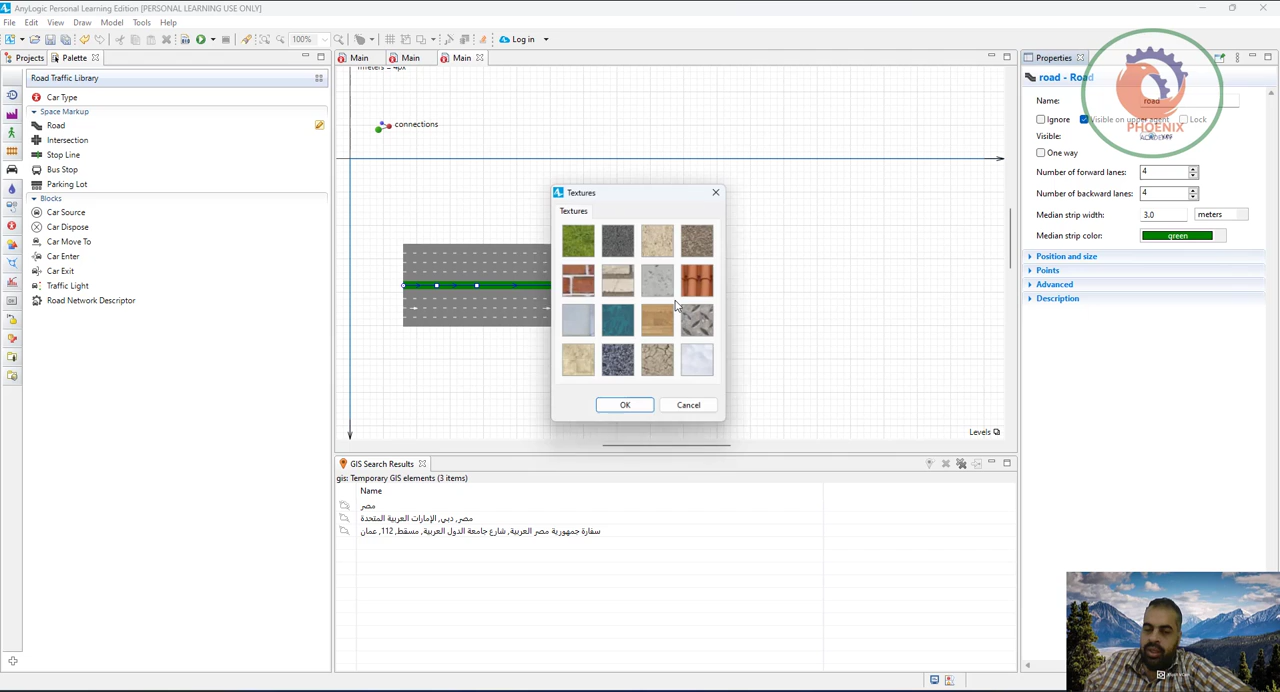 AnyLogic Personal Learning Edition [PERSONAL LEARNING USE ONLY]
File Edit View Draw Model Tools Help
100% Log in
Projects Palette
Main Main Main
Properties
Road Traffic Library
Car Type
Space Markup
Road
Intersection
Stop Line
Bus Stop
Parking Lot
Blocks
Car Source
Car Dispose
Car Move To
Car Enter
Car Exit
Traffic Light
Road Network Descriptor
connections
Textures
Textures
OK Cancel
Levels
road - Road
Name: road
Ignore Visible on upper agent Lock
Visible: yes
One way
Number of forward lanes: 4
Number of backward lanes: 4
Median strip width: 3.0 meters
Median strip color: green
Position and size
Points
Advanced
Description
PHOENIX
ACADEMY
GIS Search Results
gis: Temporary GIS elements (3 items)
Name
مصر
مصر, دبي, الإمارات العربية المتحدة
سفارة جمهورية مصر العربية, شارع جامعة الدول العربية, مسقط, 112, عمان